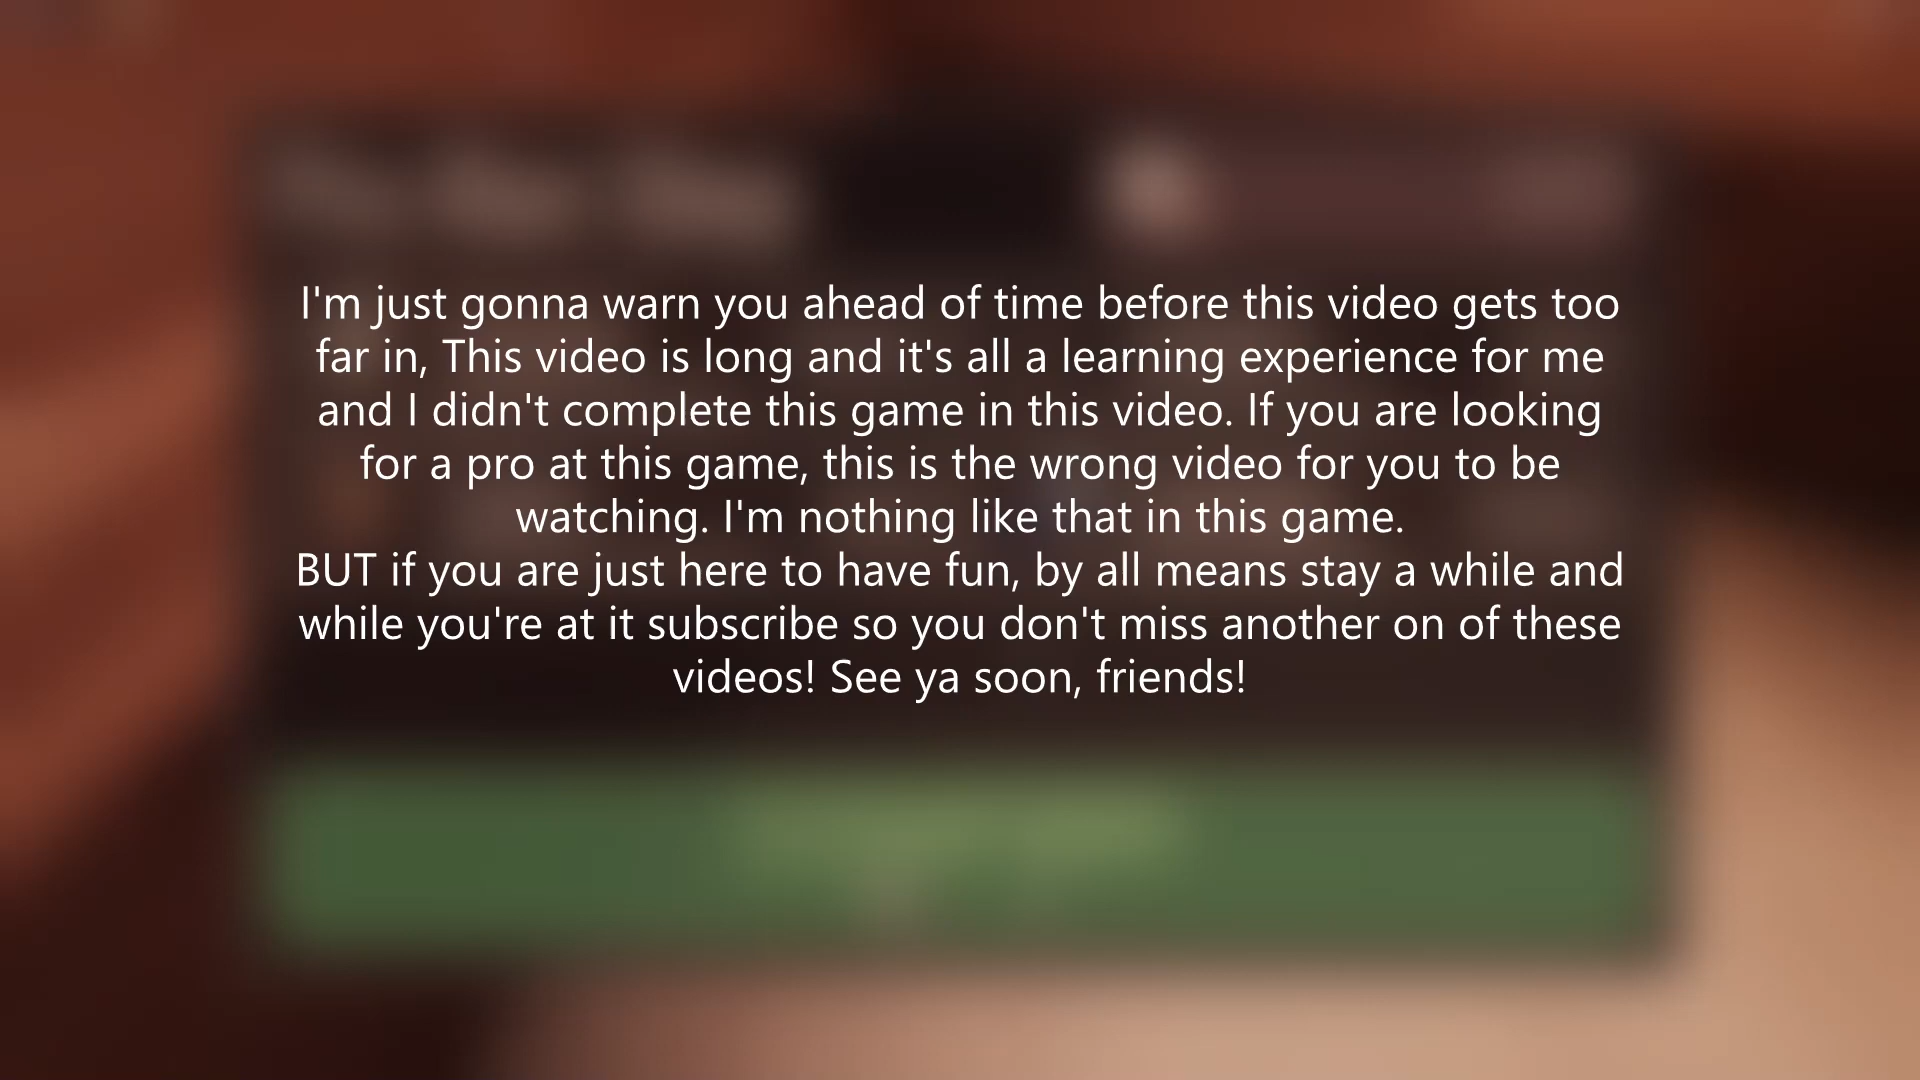 I'm just gonna warn you ahead of time before this video gets too
far in, This video is long and it's all a learning experience for me
and I didn't complete this game in this video. If you are looking
for a pro at this game, this is the wrong video for you to be
watching. I'm nothing like that in this game.
BUT if you are just here to have fun, by all means stay a while and
while you're at it subscribe so you don't miss another on of these
videos! See ya soon, friends!